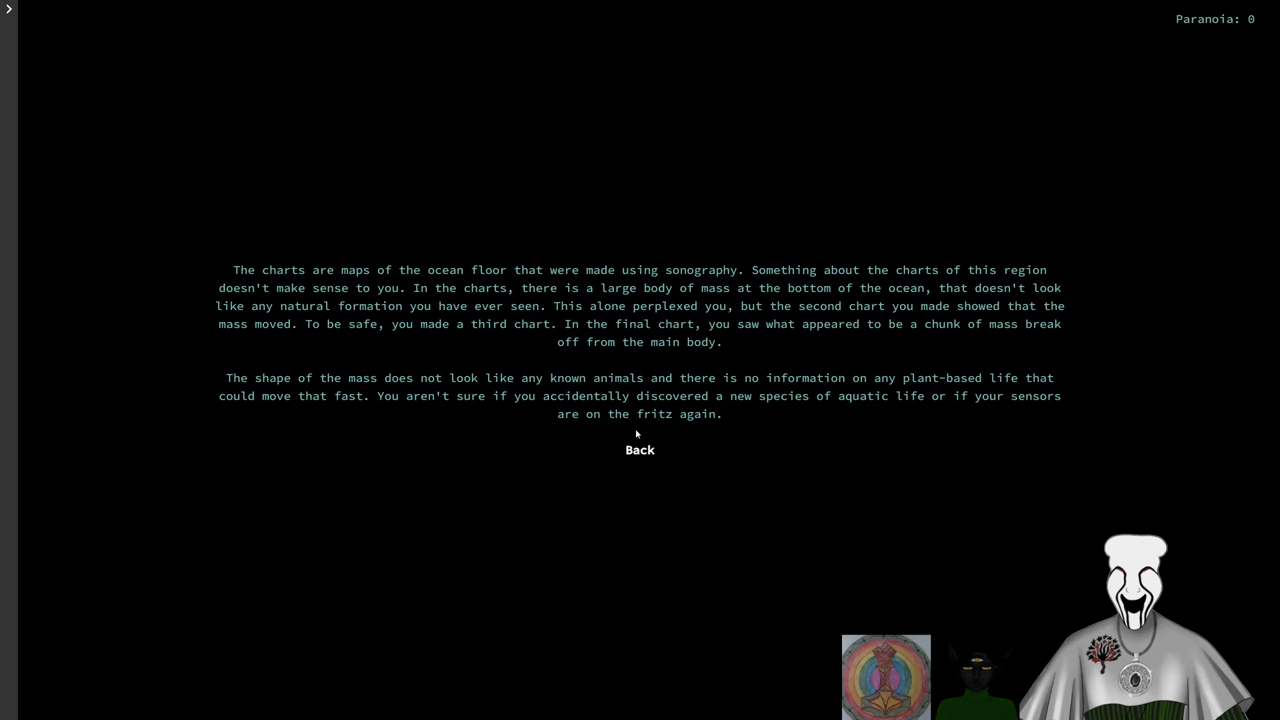 Paranoia: 0
The charts are maps of the ocean floor that were made using sonography. Something about the charts of this region
doesn't make sense to you. In the charts, there is a large body of mass at the bottom of the ocean, that doesn't look
like any natural formation you have ever seen. This alone perplexed you, but the second chart you made showed that the
mass moved. To be safe, you made a third chart. In the final chart, you saw what appeared to be a chunk of mass break
off from the main body.
The shape of the mass does not look like any known animals and there is no information on any plant-based life that
could move that fast. You aren't sure if you accidentally discovered a new species of aquatic life or if your sensors
are on the fritz again.
Back